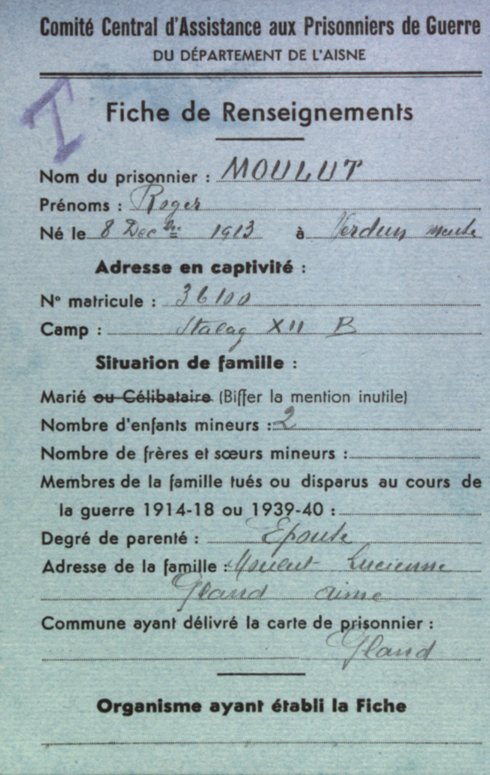 Comité Central d'Assistance aux Prisonniers de Guerre
DU DÉPARTEMENT DE L'AISNE
I
Fiche de Renseignements
Nom du prisonnier : MOULUT
Prénoms : Roger
Né le 8 Dec bre 1913 à Verdun meuse
Adresse en captivité :
N° matricule : 36100
Camp : Stalag XII B
Situation de famille :
Marié ou Célibataire (Biffer la mention inutile)
Nombre d'enfants mineurs : 2
Nombre de frères et sœurs mineurs :
Membres de la famille tués ou disparus au cours de
la guerre 1914-18 ou 1939-40 :
Degré de parenté : Epouse
Adresse de la famille : Moulut Lucienne
Gland aisne
Commune ayant délivré la carte de prisonnier :
Gland
Organisme ayant établi la Fiche